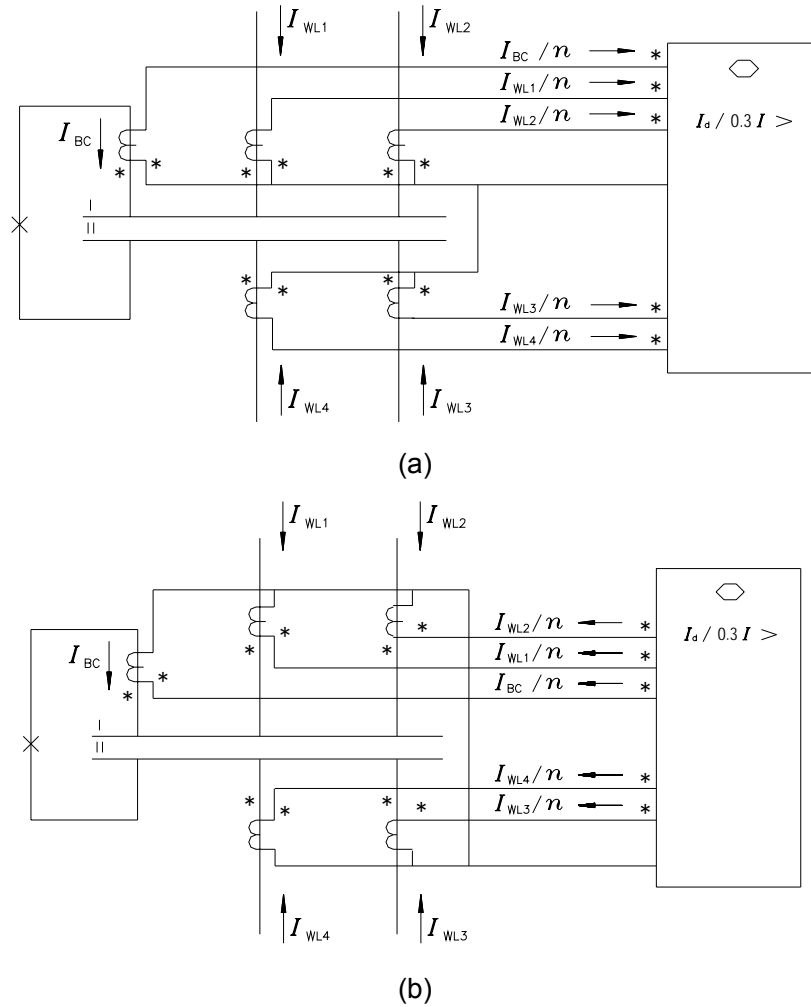 I WL1
I WL2
I BC / n *
I WL1 / n *
I WL2 / n *
I d / 0.3 I >
I BC
* * * * * *
I
II
* * * *
I WL3 / n *
I WL4 / n *
I WL4
I WL3
(a)
I WL1
I WL2
I WL2 / n *
I d / 0.3 I >
I WL1 / n *
I BC / n *
I BC
* * * * * *
I
II
I WL4 / n *
I WL3 / n *
* * * *
I WL4
I WL3
(b)